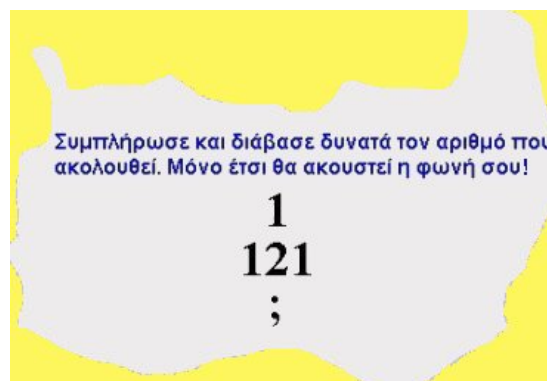 Συμπλήρωσε και διάβασε δυνατά τον αριθμό που
ακολουθεί. Μόνο έτσι θα ακουστεί η φωνή σου!
1
121
;